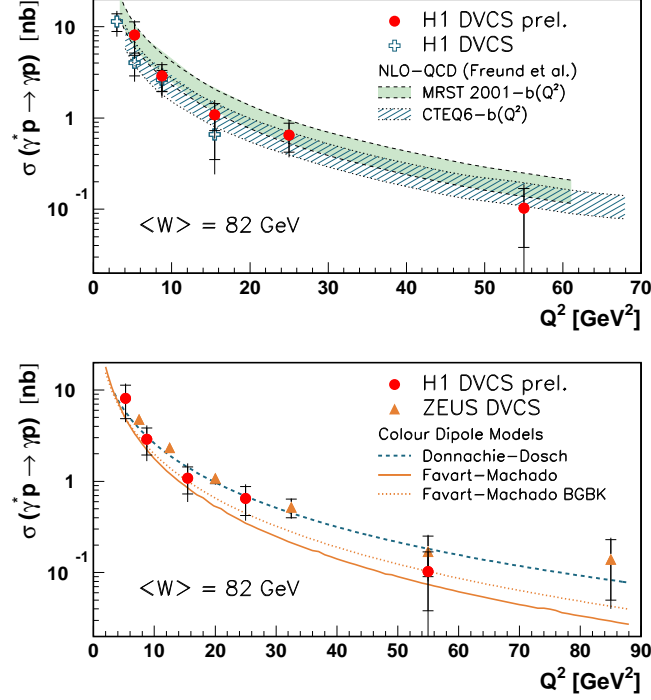 σ (γ* p → γp) [nb]
10
1
10⁻¹
H1 DVCS prel.
H1 DVCS
NLO−QCD (Freund et al.)
MRST 2001−b(Q²)
CTEQ6−b(Q²)
<W> = 82 GeV
0 10 20 30 40 50 60 70
Q² [GeV²]
σ (γ* p → γp) [nb]
10
1
10⁻¹
H1 DVCS prel.
ZEUS DVCS
Colour Dipole Models
Donnachie−Dosch
Favart−Machado
Favart−Machado BGBK
<W> = 82 GeV
0 10 20 30 40 50 60 70 80 90
Q² [GeV²]